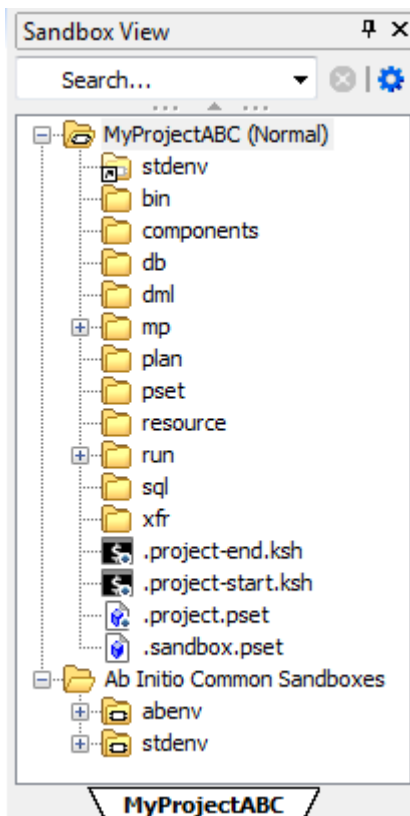 Sandbox View
Search...
MyProjectABC (Normal)
stdenv
bin
components
db
dml
mp
plan
pset
resource
run
sql
xfr
.project-end.ksh
.project-start.ksh
.project.pset
.sandbox.pset
Ab Initio Common Sandboxes
abenv
stdenv
MyProjectABC